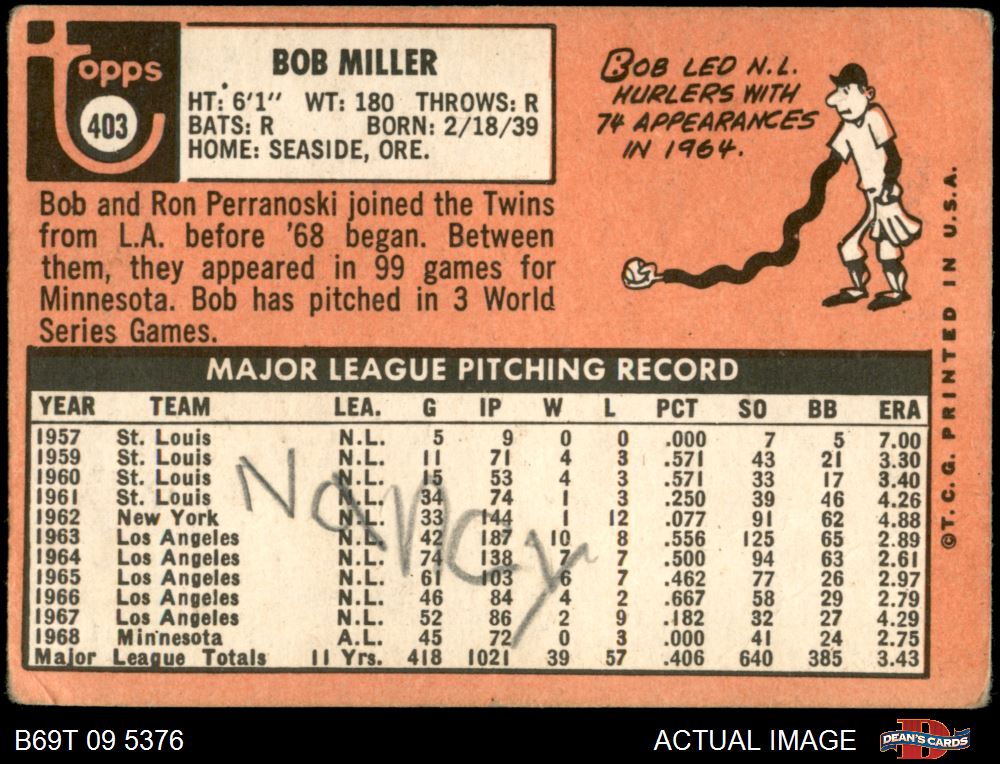 Topps
403
BOB MILLER
HT: 6'1" WT: 180 THROWS: R
BATS: R BORN: 2/18/39
HOME: SEASIDE, ORE.
BOB LED N.L.
HURLERS WITH
74 APPEARANCES
IN 1964.
Bob and Ron Perranoski joined the Twins
from L.A. before '68 began. Between
them, they appeared in 99 games for
Minnesota. Bob has pitched in 3 World
Series Games.
MAJOR LEAGUE PITCHING RECORD
YEAR TEAM LEA. G IP W L PCT SO BB ERA
1957 St. Louis N.L. 5 9 0 0 .000 7 5 7.00
1959 St. Louis N.L. 11 71 4 3 .571 43 21 3.30
1960 St. Louis N.L. 15 53 4 3 .571 33 17 3.40
1961 St. Louis N.L. 34 74 1 3 .250 39 46 4.26
1962 New York N.L. 33 144 1 12 .077 91 62 4.88
1963 Los Angeles N.L. 42 187 10 8 .556 125 65 2.89
1964 Los Angeles N.L. 74 138 7 7 .500 94 63 2.61
1965 Los Angeles N.L. 61 103 6 7 .462 77 26 2.97
1966 Los Angeles N.L. 46 84 4 2 .667 58 29 2.79
1967 Los Angeles N.L. 52 86 2 9 .182 32 27 4.29
1968 Minnesota A.L. 45 72 0 3 .000 41 24 2.75
Major League Totals 11 Yrs. 418 1021 39 57 .406 640 385 3.43
Nancy
©T.C.G. PRINTED IN U.S.A.
B69T 09 5376
ACTUAL IMAGE
DEAN'S CARDS